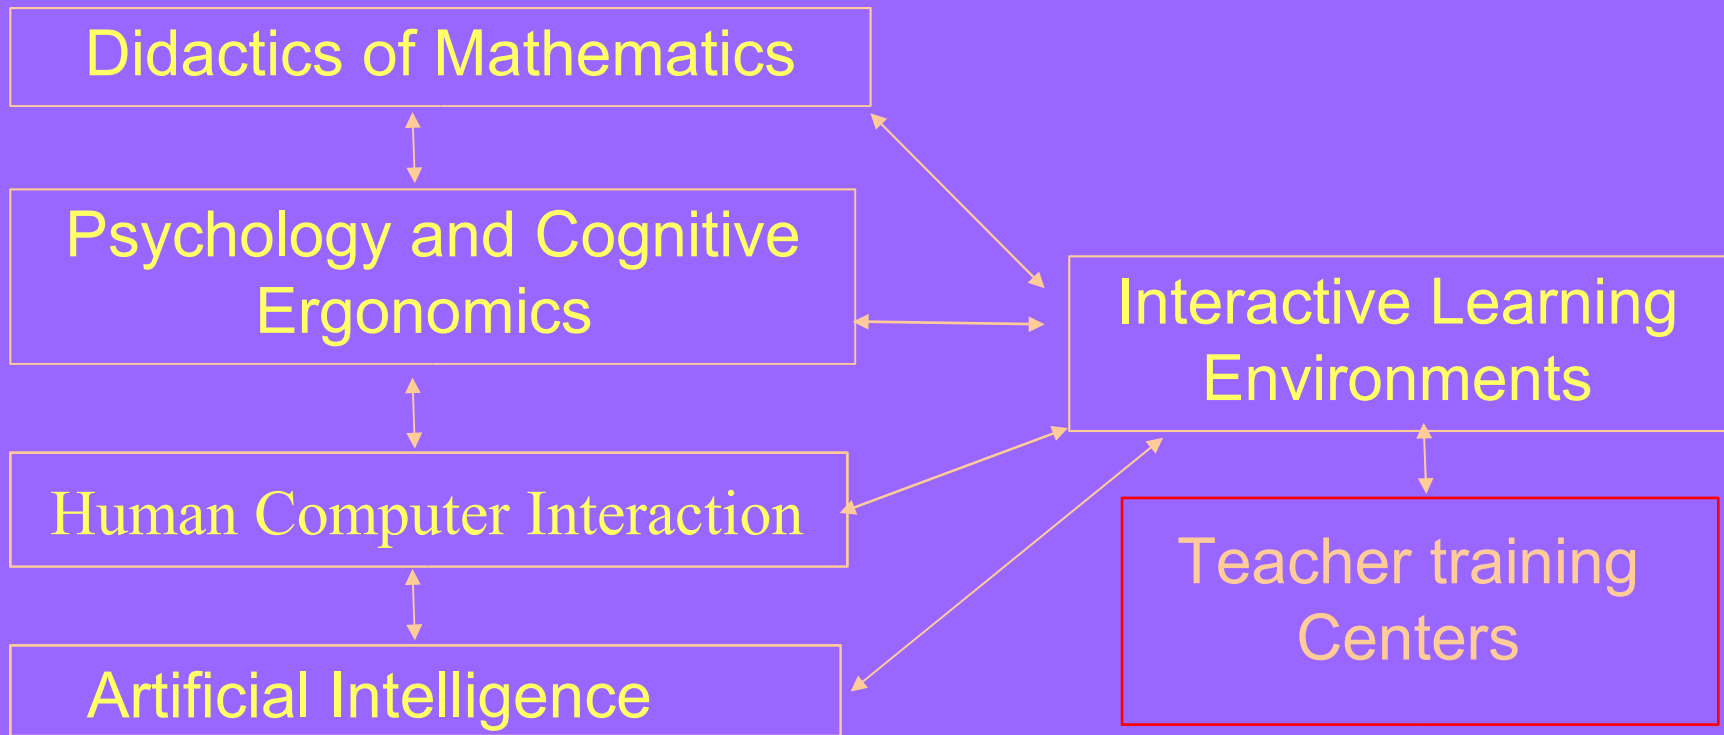 Didactics of Mathematics
Psychology and Cognitive
Ergonomics
Interactive Learning
Environments
Human Computer Interaction
Teacher training
Centers
Artificial Intelligence